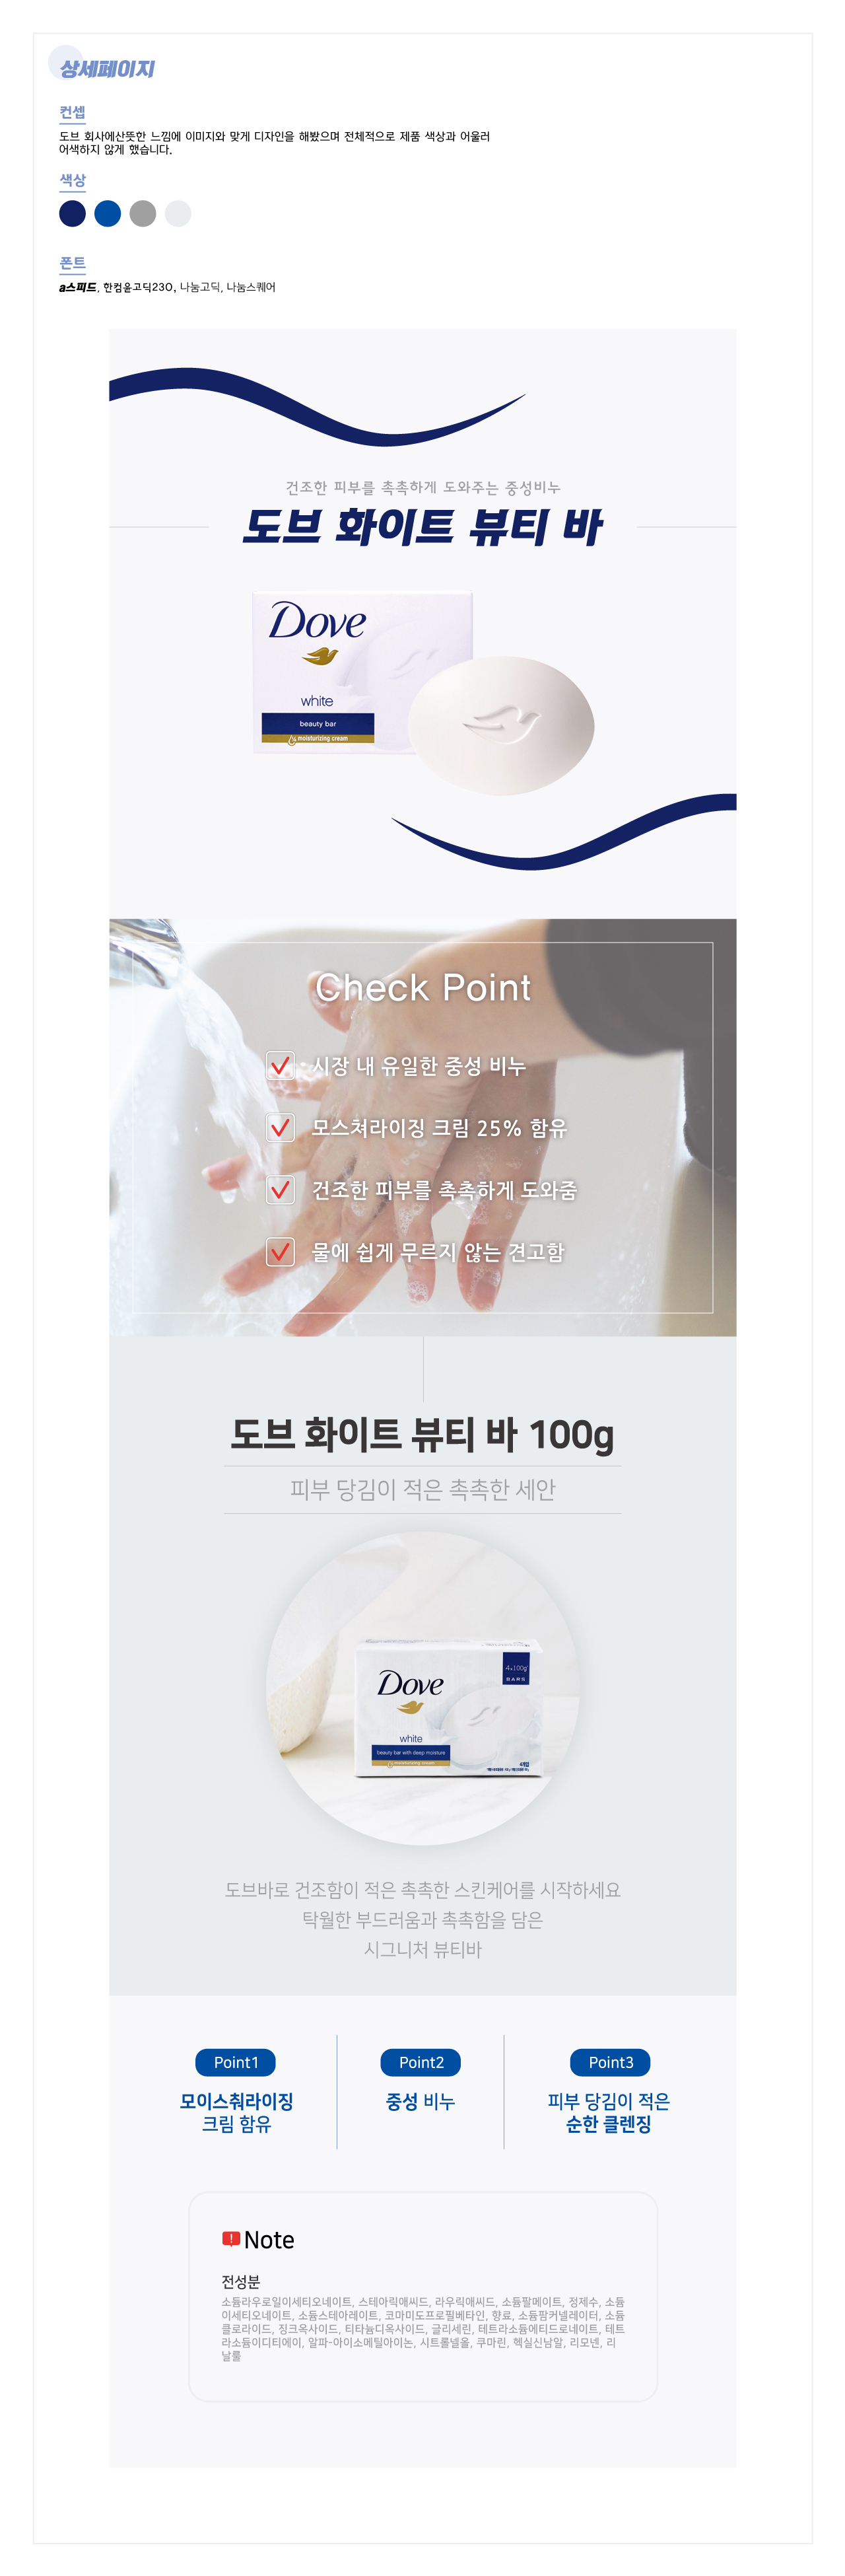 상세페이지
컨셉
도브 회사에산뜻한 느낌에 이미지와 맞게 디자인을 해봤으며 전체적으로 제품 색상과 어울려
어색하지 않게 했습니다.
색상
폰트
a스피드, 한컴윤고딕230, 나눔고딕, 나눔스퀘어
건조한 피부를 촉촉하게 도와주는 중성비누
도브 화이트 뷰티 바
Dove
white
beauty bar
moisturizing cream
Check Point
시장 내 유일한 중성 비누
모스쳐라이징 크림 25% 함유
건조한 피부를 촉촉하게 도와줌
물에 쉽게 무르지 않는 견고함
도브 화이트 뷰티 바 100g
피부 당김이 적은 촉촉한 세안
4x100g
BARS
Dove
white
beauty bar with deep moisture
도브바로 건조함이 적은 촉촉한 스킨케어를 시작하세요
탁월한 부드러움과 촉촉함을 담은
시그니처 뷰티바
Point1
모이스춰라이징
크림 함유
Point2
중성 비누
Point3
피부 당김이 적은
순한 클렌징
! Note
전성분
소듐라우로일이세티오네이트, 스테아릭애씨드, 라우릭애씨드, 소듐팔메이트, 정제수, 소듐
이세티오네이트, 소듐스테아레이트, 코마미도프로필베타인, 향료, 소듐팜커넬레이터, 소듐
클로라이드, 징크옥사이드, 티타늄디옥사이드, 글리세린, 테트라소듐에티드로네이트, 테트
라소듐이디티에이, 알파-아이소메틸아이논, 시트롤넬올, 쿠마린, 헥실신남알, 리모넨, 리
날룰